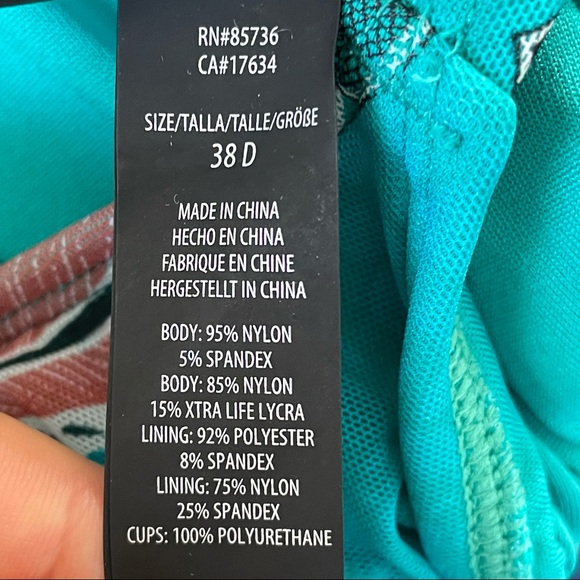 RN#85736
CA#17634
SIZE/TALLA/TALLE/GRÖßE
38 D
MADE IN CHINA
HECHO EN CHINA
FABRIQUE EN CHINE
HERGESTELLT IN CHINA
BODY: 95% NYLON
5% SPANDEX
BODY: 85% NYLON
15% XTRA LIFE LYCRA
LINING: 92% POLYESTER
8% SPANDEX
LINING: 75% NYLON
25% SPANDEX
CUPS: 100% POLYURETHANE